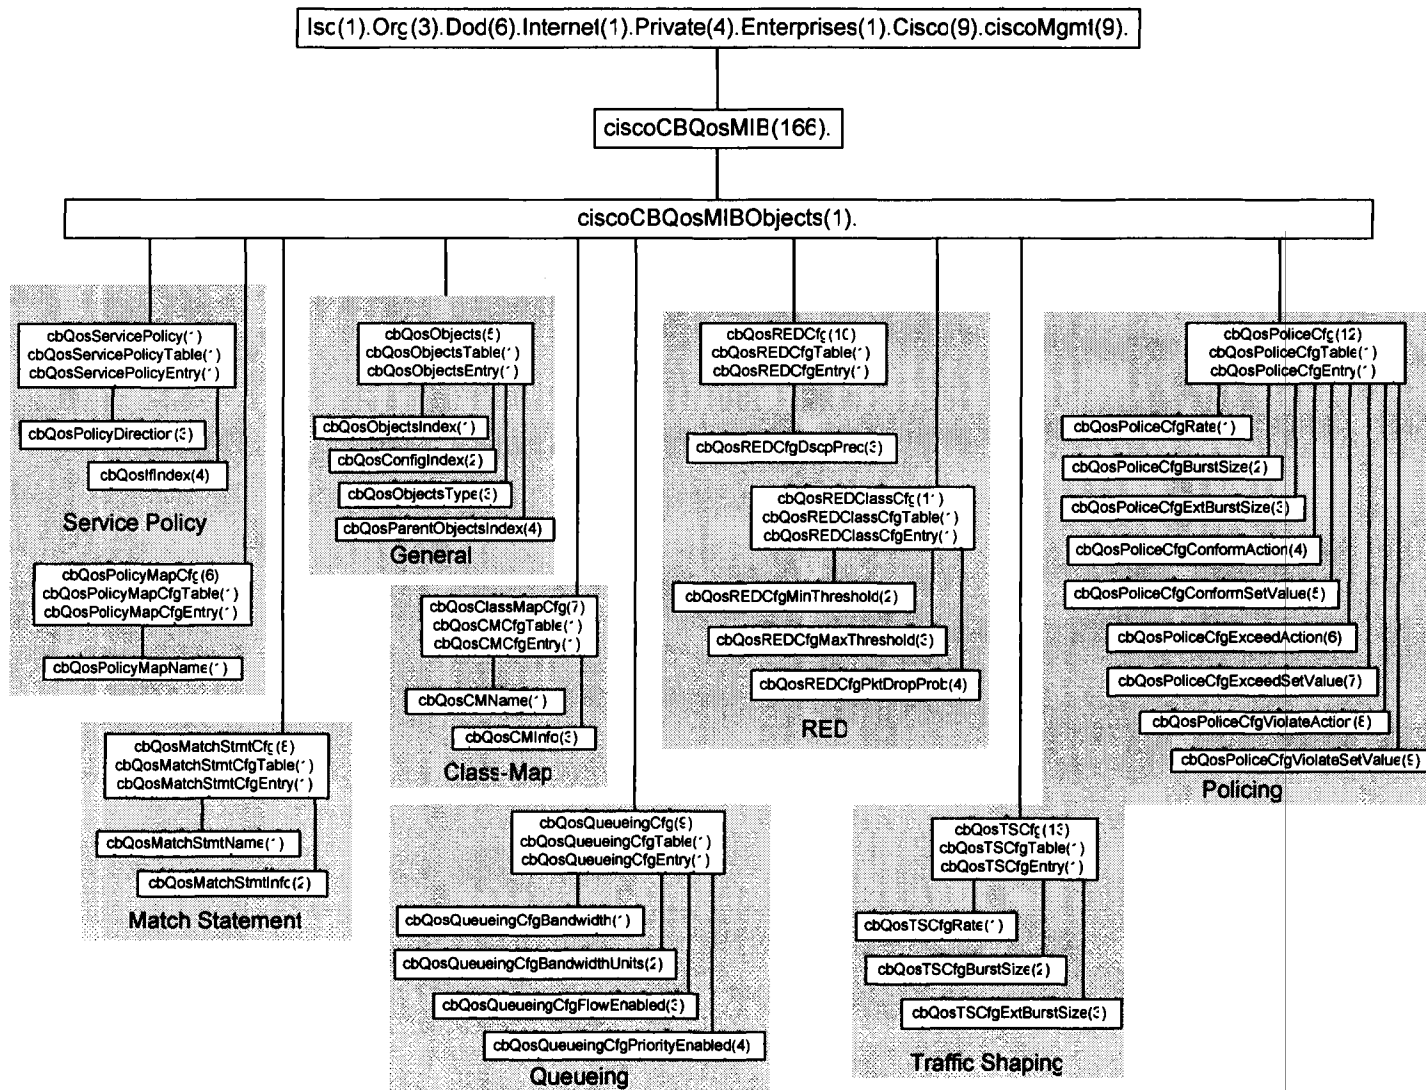 Iso(1).Org(3).Dod(6).Internet(1).Private(4).Enterprises(1).Cisco(9).ciscoMgmt(9).
ciscoCBQosMIB(166).
ciscoCBQosMIBObjects(1).
cbQosServicePolicy(1)
cbQosServicePolicyTable(1)
cbQosServicePolicyEntry(1)
cbQosPolicyDirection(3)
cbQosIfIndex(4)
Service Policy
cbQosPolicyMapCfg(6)
cbQosPolicyMapCfgTable(1)
cbQosPolicyMapCfgEntry(1)
cbQosPolicyMapName(1)
cbQosMatchStmtCfg(8)
cbQosMatchStmtCfgTable(1)
cbQosMatchStmtCfgEntry(1)
cbQosMatchStmtName(1)
cbQosMatchStmtInfo(2)
Match Statement
cbQosObjects(5)
cbQosObjectsTable(1)
cbQosObjectsEntry(1)
cbQosObjectsIndex(1)
cbQosConfigIndex(2)
cbQosObjectsType(3)
cbQosParentObjectsIndex(4)
General
cbQosClassMapCfg(7)
cbQosCMCfgTable(1)
cbQosCMCfgEntry(1)
cbQosCMName(1)
cbQosCMInfo(3)
Class-Map
cbQosQueueingCfg(9)
cbQosQueueingCfgTable(1)
cbQosQueueingCfgEntry(1)
cbQosQueueingCfgBandwidth(1)
cbQosQueueingCfgBandwidthUnits(2)
cbQosQueueingCfgFlowEnabled(3)
cbQosQueueingCfgPriorityEnabled(4)
Queueing
cbQosREDCfg(10)
cbQosREDCfgTable(1)
cbQosREDCfgEntry(1)
cbQosREDCfgDscpPrec(3)
cbQosREDClassCfg(11)
cbQosREDClassCfgTable(1)
cbQosREDClassCfgEntry(1)
cbQosREDCfgMinThreshold(2)
cbQosREDCfgMaxThreshold(3)
cbQosREDCfgPktDropProb(4)
RED
cbQosTSCfg(13)
cbQosTSCfgTable(1)
cbQosTSCfgEntry(1)
cbQosTSCfgRate(1)
cbQosTSCfgBurstSize(2)
cbQosTSCfgExtBurstSize(3)
Traffic Shaping
cbQosPoliceCfg(12)
cbQosPoliceCfgTable(1)
cbQosPoliceCfgEntry(1)
cbQosPoliceCfgRate(1)
cbQosPoliceCfgBurstSize(2)
cbQosPoliceCfgExtBurstSize(3)
cbQosPoliceCfgConformAction(4)
cbQosPoliceCfgConformSetValue(5)
cbQosPoliceCfgExceedAction(6)
cbQosPoliceCfgExceedSetValue(7)
cbQosPoliceCfgViolateAction(8)
cbQosPoliceCfgViolateSetValue(9)
Policing